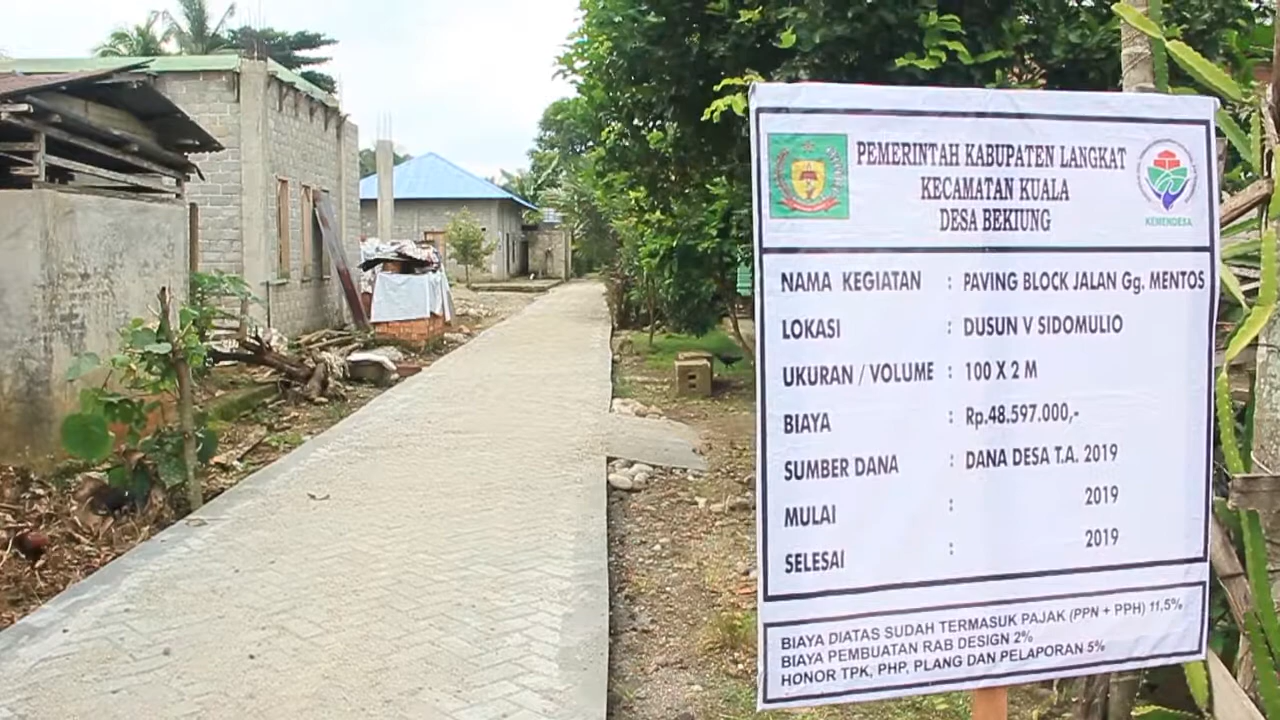 PEMERINTAH KABUPATEN LANGKAT
KECAMATAN KUALA
DESA BEKIUNG
KEMENDESA
NAMA KEGIATAN : PAVING BLOCK JALAN Gg. MENTOS
LOKASI : DUSUN V SIDOMULIO
UKURAN / VOLUME : 100 X 2 M
BIAYA : Rp.48.597.000,-
SUMBER DANA : DANA DESA T.A. 2019
MULAI : 2019
SELESAI : 2019
BIAYA DIATAS SUDAH TERMASUK PAJAK (PPN + PPH) 11,5%
BIAYA PEMBUATAN RAB DESIGN 2%
HONOR TPK, PHP, PLANG DAN PELAPORAN 5%